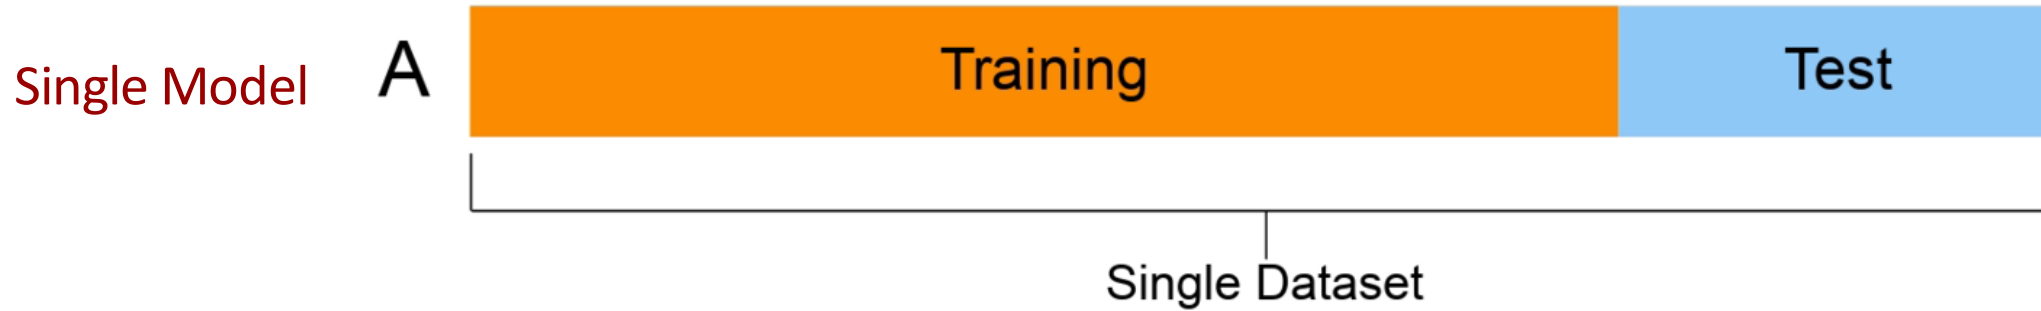 Single Model
A
Training
Test
Single Dataset